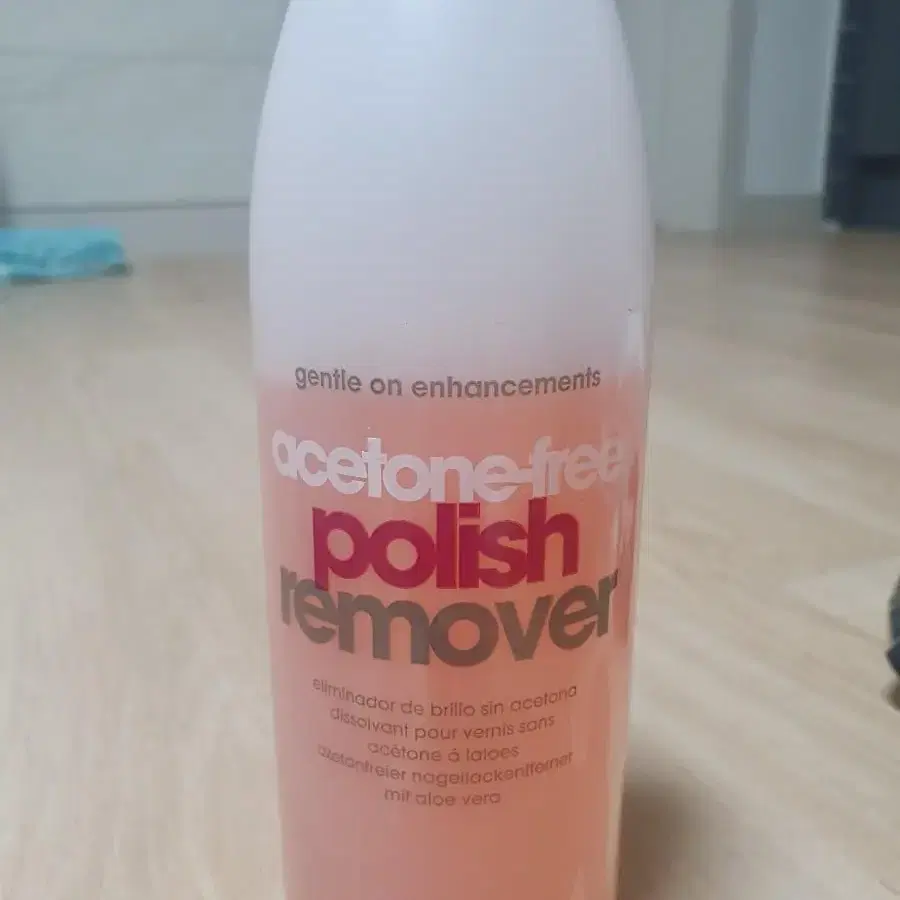 gentle on enhancements
acetone-free
polish
remover
eliminador de brillo sin acetona
dissolvant pour vernis sans
acétone á laloes
azetonfreier nagellackentferner
mit aloe vera